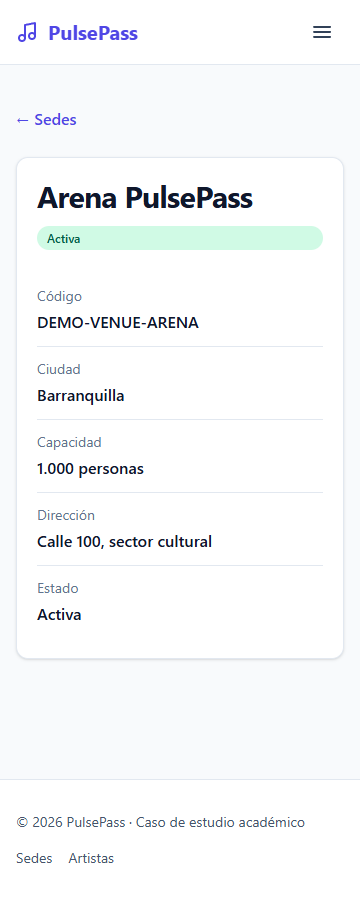 PulsePass
← Sedes
Arena PulsePass
Activa
Código
DEMO-VENUE-ARENA
Ciudad
Barranquilla
Capacidad
1.000 personas
Dirección
Calle 100, sector cultural
Estado
Activa
© 2026 PulsePass · Caso de estudio académico
Sedes Artistas